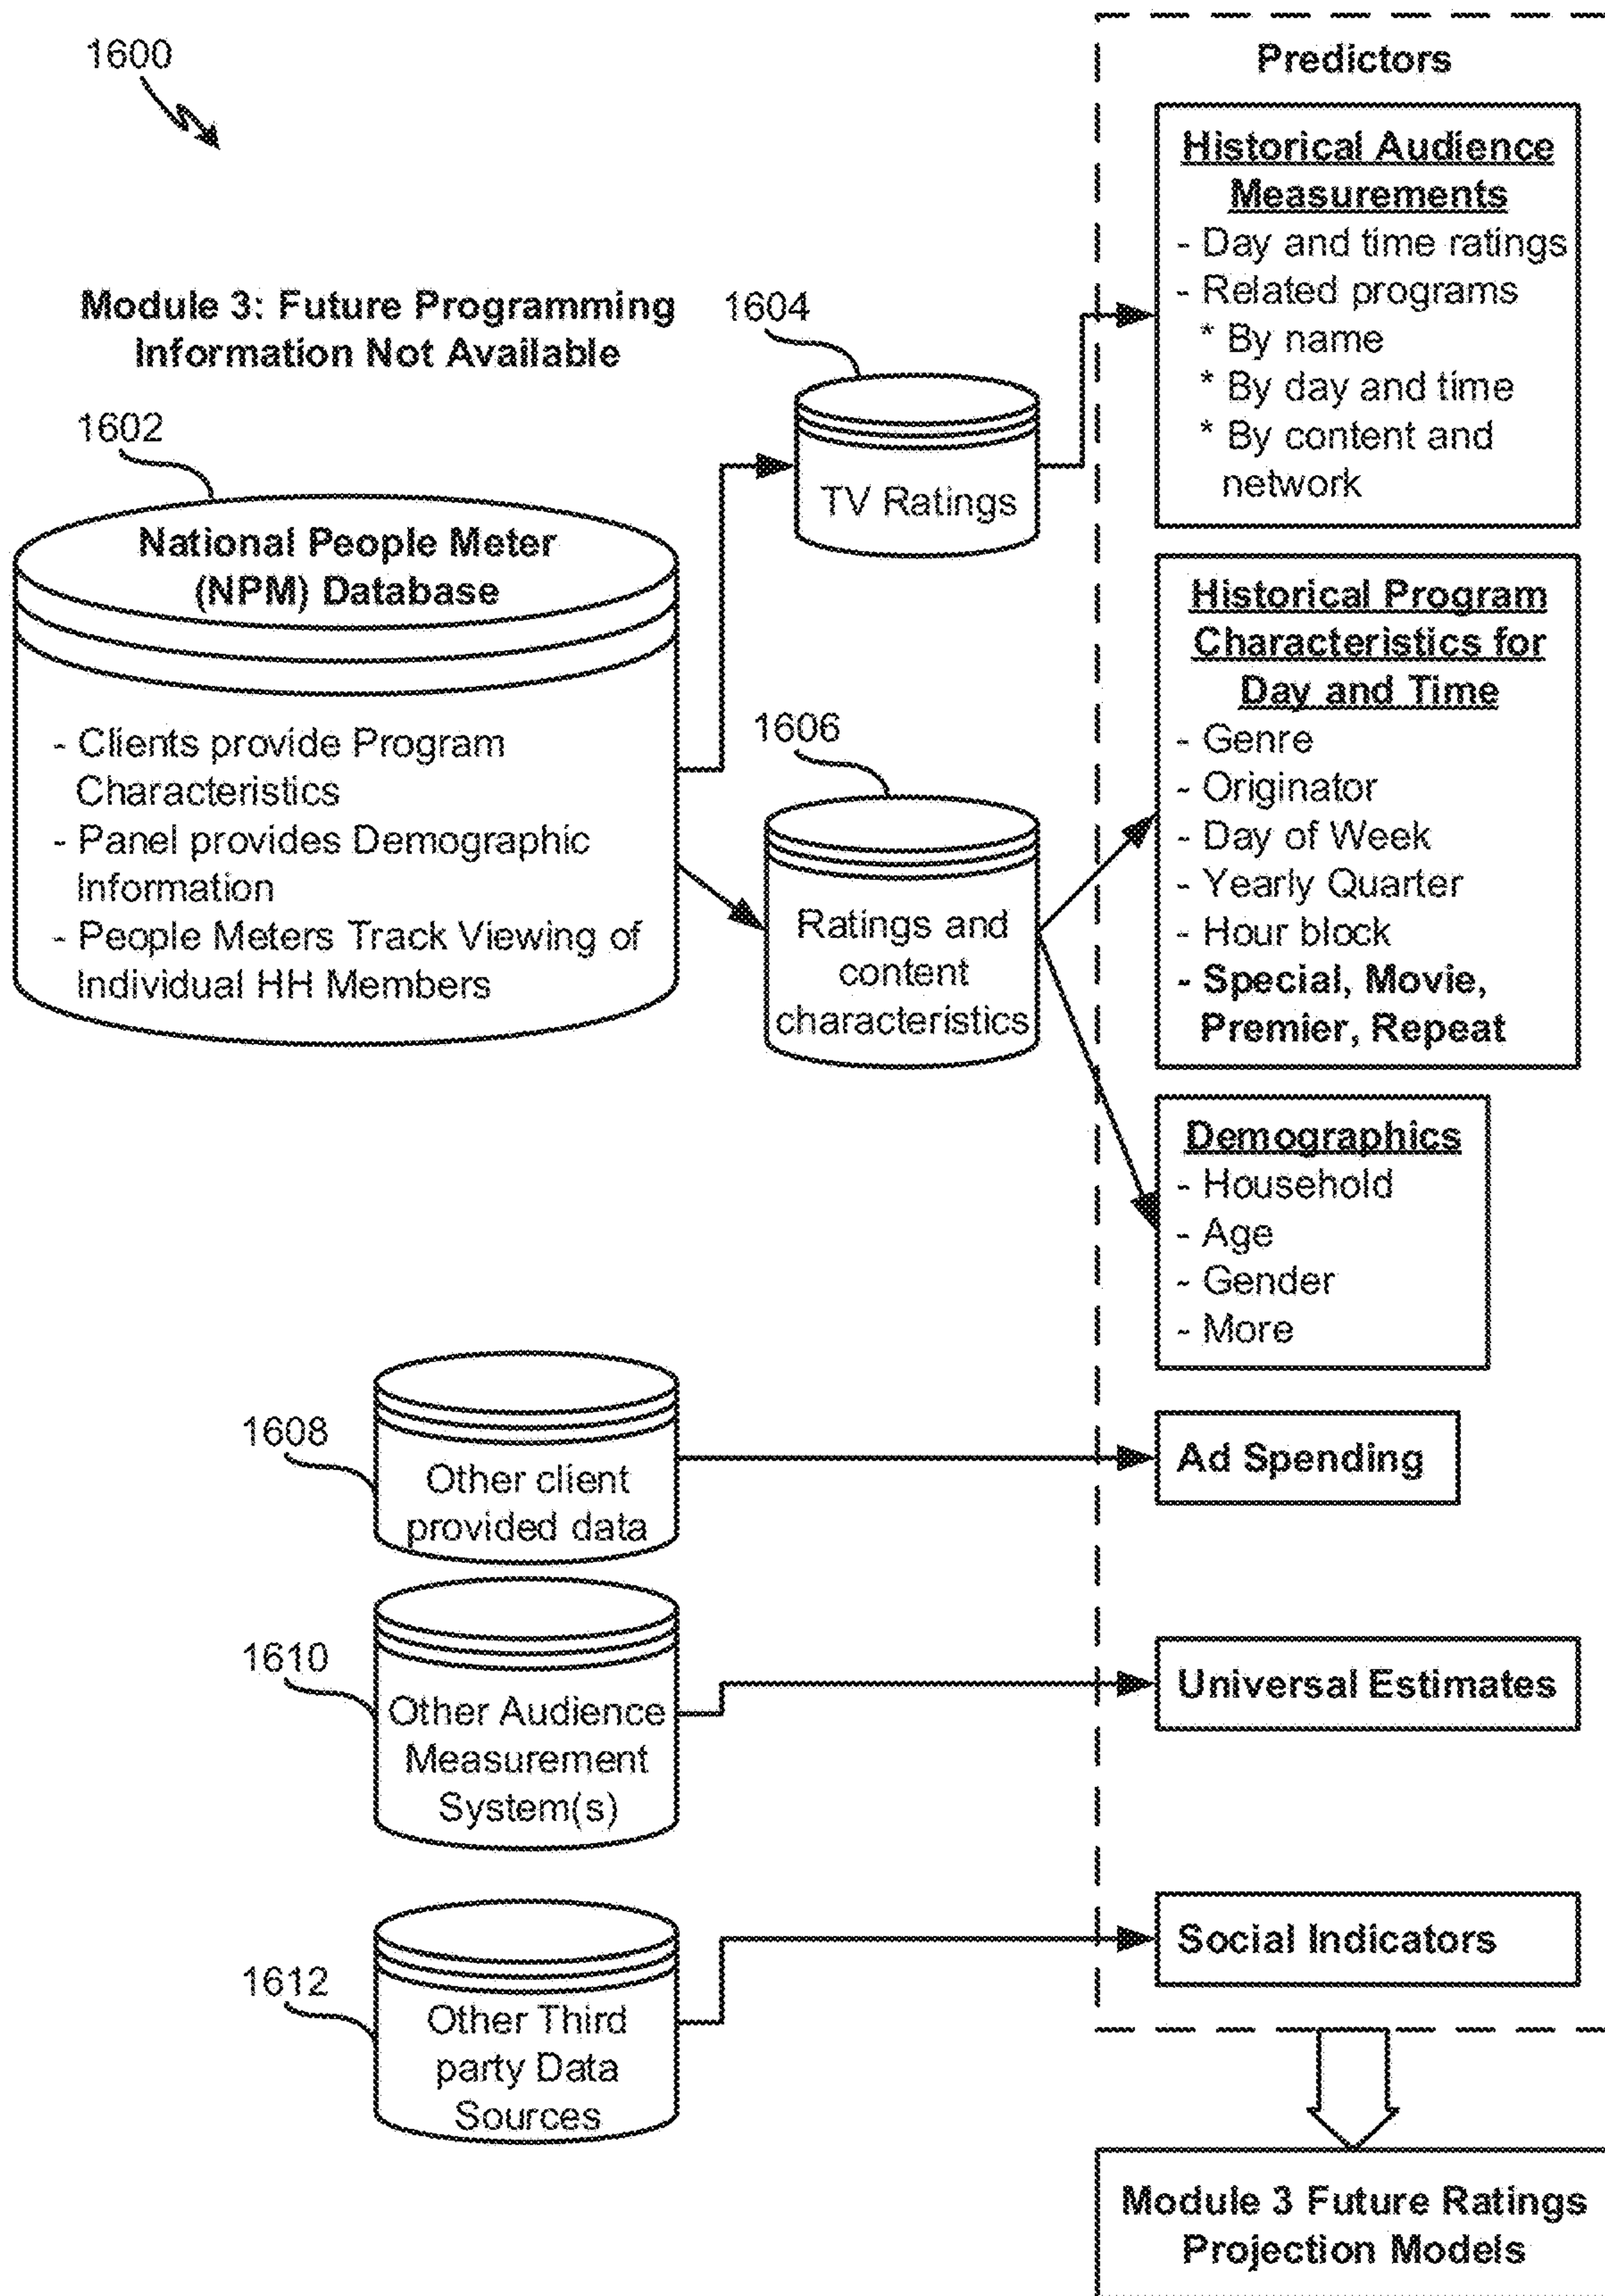 1600
Predictors
Historical Audience
Measurements
- Day and time ratings
- Related programs
* By name
* By day and time
* By content and
network
Module 3: Future Programming
Information Not Available
1604
TV Ratings
1602
National People Meter
(NPM) Database
- Clients provide Program
Characteristics
- Panel provides Demographic
Information
- People Meters Track Viewing of
Individual HH Members
1606
Ratings and
content
characteristics
Historical Program
Characteristics for
Day and Time
- Genre
- Originator
- Day of Week
- Yearly Quarter
- Hour block
- Special, Movie,
Premier, Repeat
Demographics
- Household
- Age
- Gender
- More
1608
Other client
provided data
Ad Spending
1610
Other Audience
Measurement
System(s)
Universal Estimates
1612
Other Third
party Data
Sources
Social Indicators
Module 3 Future Ratings
Projection Models